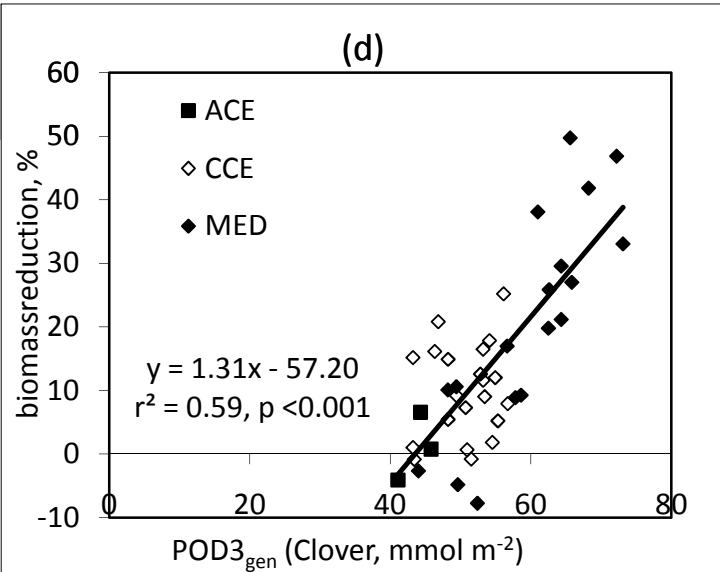 (d)
60
50
40
30
20
10
0
-10
biomassreduction, %
ACE
CCE
MED
y = 1.31x - 57.20
r² = 0.59, p <0.001
0 20 40 60 80
POD3gen (Clover, mmol m⁻²)